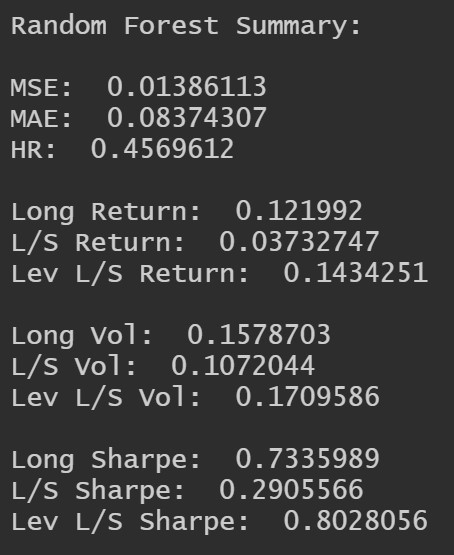 Random Forest Summary:
MSE:  0.01386113
MAE:  0.08374307
HR:  0.4569612
Long Return:  0.121992
L/S Return:  0.03732747
Lev L/S Return:  0.1434251
Long Vol:  0.1578703
L/S Vol:  0.1072044
Lev L/S Vol:  0.1709586
Long Sharpe:  0.7335989
L/S Sharpe:  0.2905566
Lev L/S Sharpe:  0.8028056